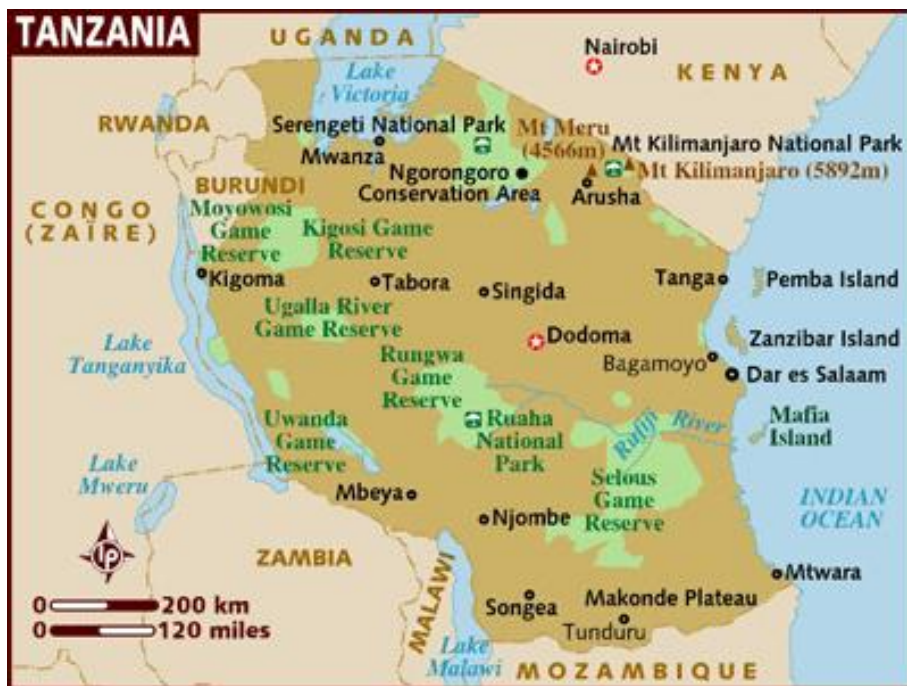 TANZANIA
UGANDA
Nairobi
KENYA
Lake
Victoria
RWANDA
Serengeti National Park
Mwanza
Mt Meru
(4566m)
Mt Kilimanjaro National Park
Mt Kilimanjaro (5892m)
Ngorongoro
Conservation Area
Arusha
BURUNDI
CONGO
(ZAÏRE)
Moyowosi
Game
Reserve
Kigosi Game
Reserve
Kigoma
Tabora
Singida
Tanga
Pemba Island
Ugalla River
Game Reserve
Dodoma
Zanzibar Island
Bagamoyo
Dar es Salaam
Lake
Tanganyika
Rungwa
Game
Reserve
Uwanda
Game
Reserve
Ruaha
National
Park
Rufiji River
Mafia
Island
Selous
Game
Reserve
Lake
Mweru
Mbeya
Njombe
INDIAN
OCEAN
LP
ZAMBIA
MALAWI
Mtwara
Songea
Makonde Plateau
Tunduru
0 200 km
0 120 miles
Lake
Malawi
MOZAMBIQUE